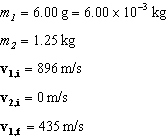 m₁ = 6.00 g = 6.00 × 10⁻³ kg
m₂ = 1.25 kg
v₁,ᵢ = 896 m/s
v₂,ᵢ = 0 m/s
v₁,f = 435 m/s